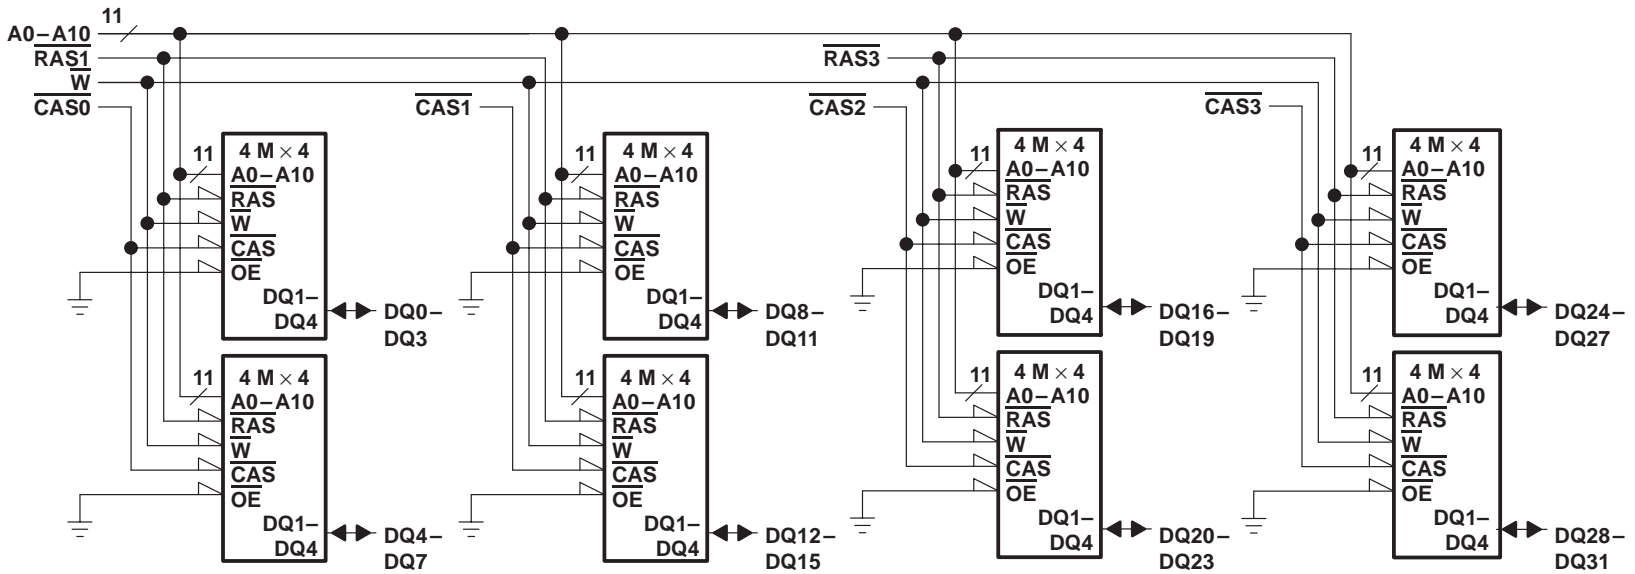 11
A0–A10
RAS1
W
CAS0
CAS1
RAS3
CAS2
CAS3
11
4 M × 4
A0–A10
RAS
W
CAS
OE
DQ1–
DQ4
DQ0–
DQ3
11
4 M × 4
A0–A10
RAS
W
CAS
OE
DQ1–
DQ4
DQ8–
DQ11
11
4 M × 4
A0–A10
RAS
W
CAS
OE
DQ1–
DQ4
DQ16–
DQ19
11
4 M × 4
A0–A10
RAS
W
CAS
OE
DQ1–
DQ4
DQ24–
DQ27
11
4 M × 4
A0–A10
RAS
W
CAS
OE
DQ1–
DQ4
DQ4–
DQ7
11
4 M × 4
A0–A10
RAS
W
CAS
OE
DQ1–
DQ4
DQ12–
DQ15
11
4 M × 4
A0–A10
RAS
W
CAS
OE
DQ1–
DQ4
DQ20–
DQ23
11
4 M × 4
A0–A10
RAS
W
CAS
OE
DQ1–
DQ4
DQ28–
DQ31